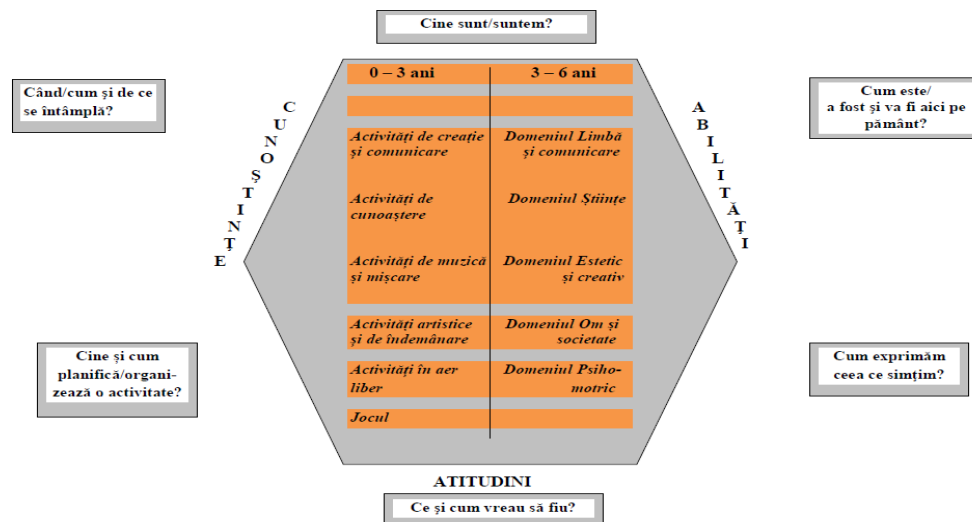 Cine sunt/suntem?
Când/cum și de ce
se întâmplă?
Cum este/
a fost și va fi aici pe
pământ?
CUNOȘTINȚE
ABILITĂȚI
0 – 3 ani
3 – 6 ani
Activități de creație
și comunicare
Domeniul Limbă
și comunicare
Activități de
cunoaștere
Domeniul Științe
Activități de muzică
și mișcare
Domeniul Estetic
și creativ
Activități artistice
și de îndemânare
Domeniul Om și
societate
Activități în aer
liber
Domeniul Psiho-
motric
Jocul
Cine și cum
planifică/organi-
zează o activitate?
Cum exprimăm
ceea ce simțim?
ATITUDINI
Ce și cum vreau să fiu?